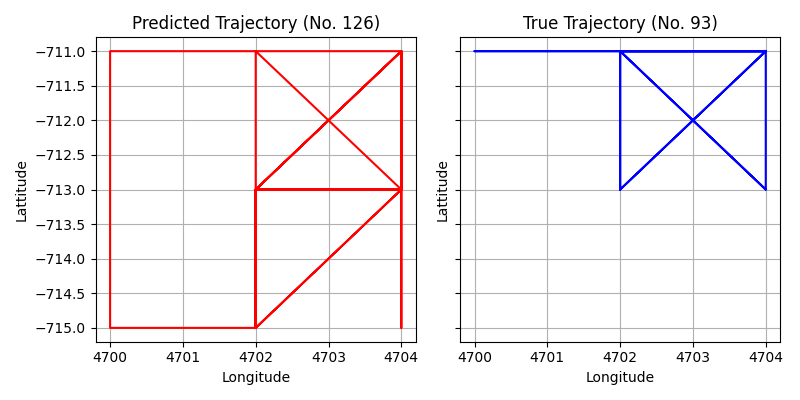 Predicted Trajectory (No. 126)
True Trajectory (No. 93)
−711.0
−711.5
−712.0
−712.5
−713.0
−713.5
−714.0
−714.5
−715.0
Lattitude
Lattitude
4700 4701 4702 4703 4704
4700 4701 4702 4703 4704
Longitude
Longitude